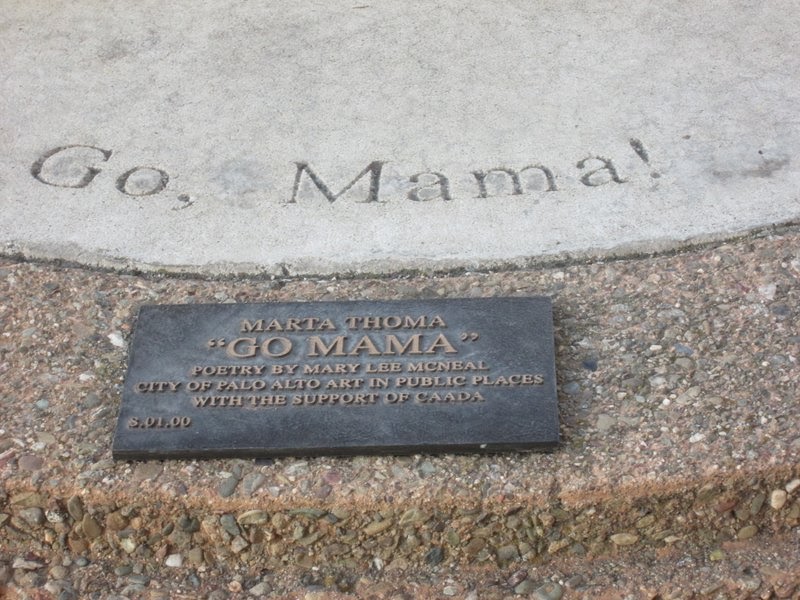 Go, Mama!
MARTA THOMA
"GO MAMA"
POETRY BY MARY LEE MCNEAL
CITY OF PALO ALTO ART IN PUBLIC PLACES
WITH THE SUPPORT OF CAADA
S.01.00